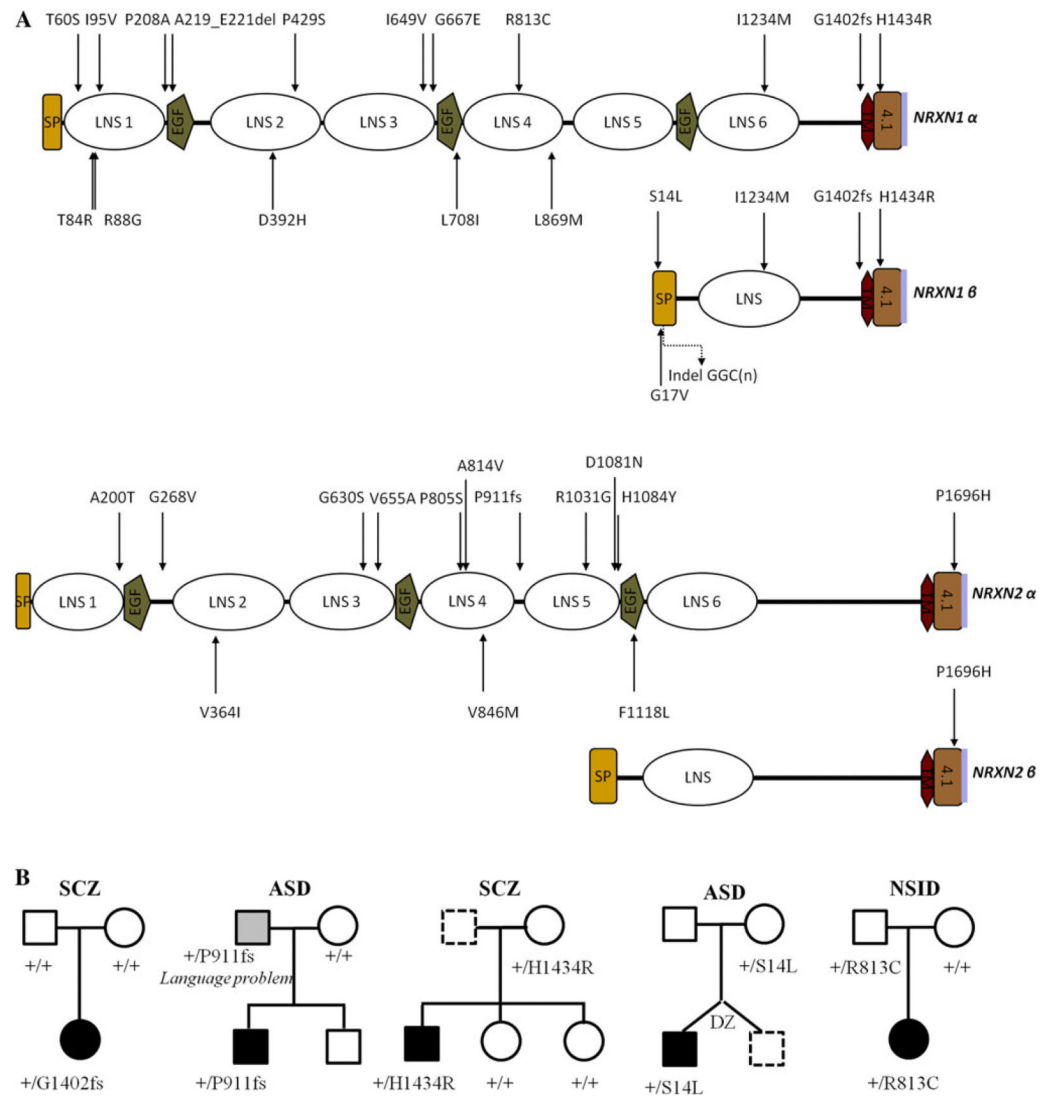 A
T60S I95V P208A A219_E221del P429S I649V G667E R813C I1234M G1402fs H1434R
SP LNS 1 EGF LNS 2 LNS 3 EGF LNS 4 LNS 5 EGF LNS 6 TM 4.1 NRXN1 α
T84R R88G D392H L708I L869M
S14L I1234M G1402fs H1434R
SP LNS TM 4.1 NRXN1 β
Indel GGC(n)
G17V
A814V D1081N
A200T G268V G630S V655A P805S P911fs R1031G H1084Y P1696H
SP LNS 1 EGF LNS 2 LNS 3 EGF LNS 4 LNS 5 EGF LNS 6 TM 4.1 NRXN2 α
V364I V846M F1118L
P1696H
SP LNS TM 4.1 NRXN2 β
B
SCZ ASD SCZ ASD NSID
+/+ +/+ +/P911fs +/+ +/H1434R +/S14L +/R813C +/+
Language problem
DZ
+/G1402fs +/P911fs +/H1434R +/+ +/+ +/S14L +/R813C